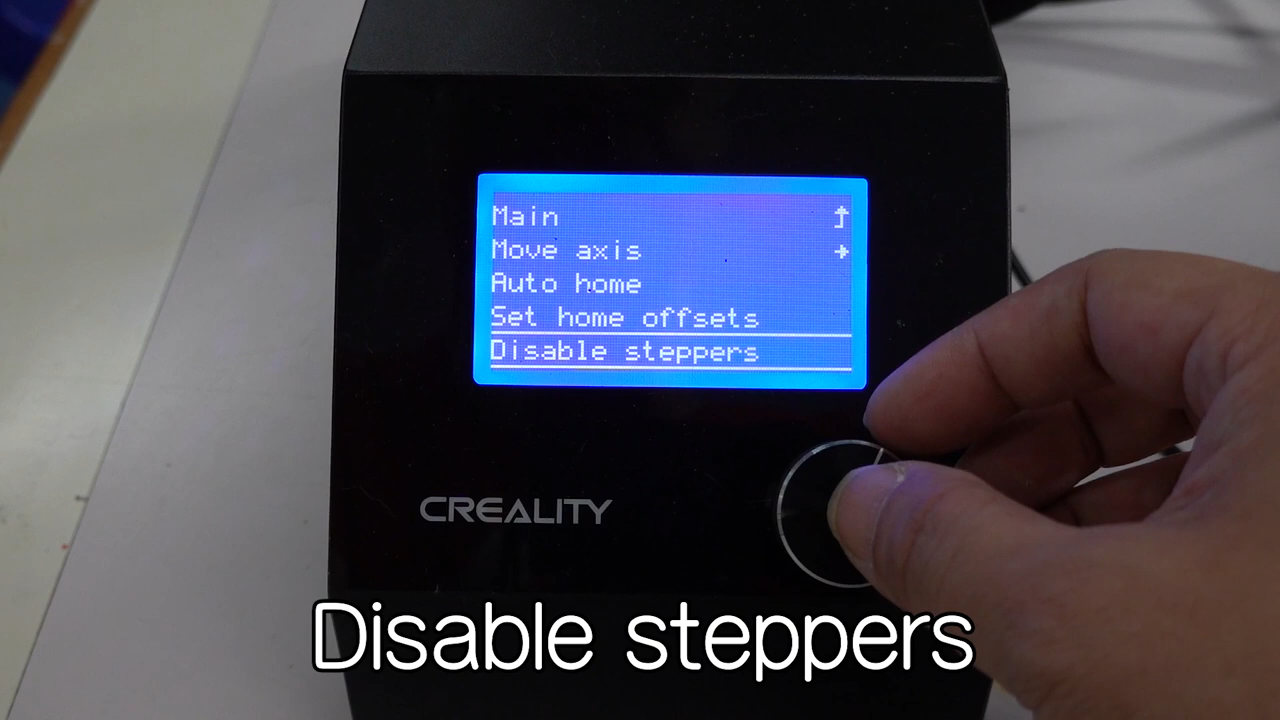 Main
Move axis
Auto home
Set home offsets
Disable steppers
CREALITY
Disable steppers